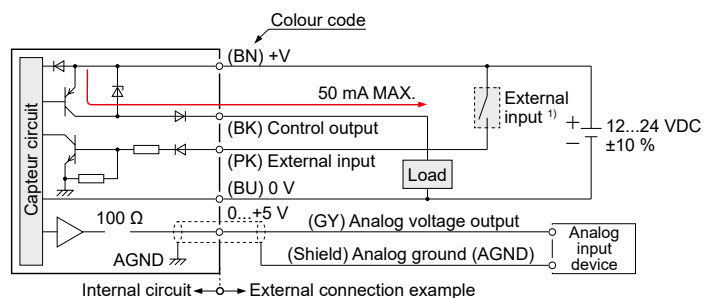 Colour code
(BN) +V
50 mA MAX.
External
input 1)
+
12...24 VDC
−
±10 %
(BK) Control output
(PK) External input
Load
(BU) 0 V
Capteur circuit
100 Ω
0...+5 V
(GY) Analog voltage output
Analog
input
device
AGND
(Shield) Analog ground (AGND)
Internal circuit
External connection example